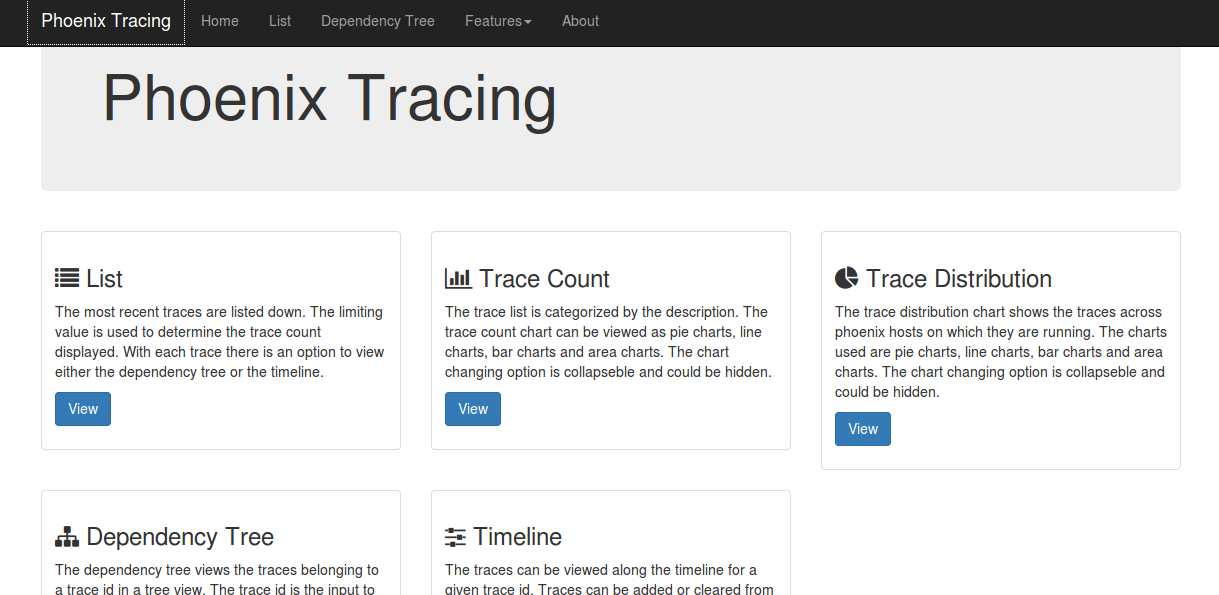 Phoenix Tracing Home List Dependency Tree Features About
Phoenix Tracing
List
The most recent traces are listed down. The limiting
value is used to determine the trace count
displayed. With each trace there is an option to view
either the dependency tree or the timeline.
View
Trace Count
The trace list is categorized by the description. The
trace count chart can be viewed as pie charts, line
charts, bar charts and area charts. The chart
changing option is collapseble and could be hidden.
View
Trace Distribution
The trace distribution chart shows the traces across
phoenix hosts on which they are running. The charts
used are pie charts, line charts, bar charts and area
charts. The chart changing option is collapseble and
could be hidden.
View
Dependency Tree
The dependency tree views the traces belonging to
a trace id in a tree view. The trace id is the input to
Timeline
The traces can be viewed along the timeline for a
given trace id. Traces can be added or cleared from